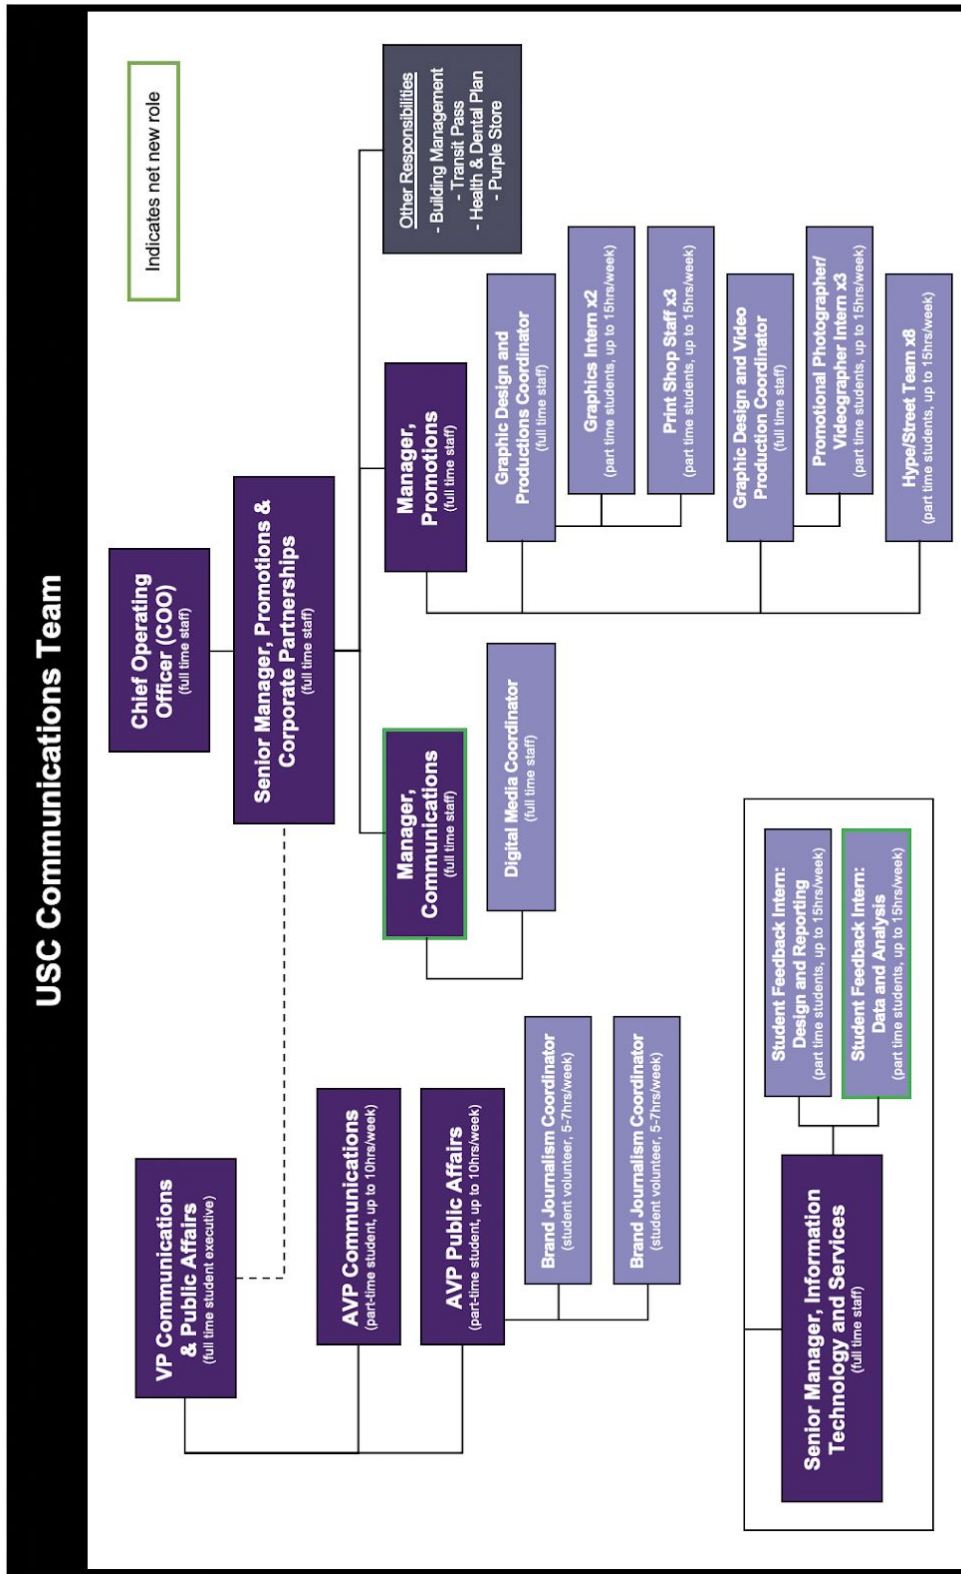 USC Communications Team
Indicates net new role
Chief Operating
Officer (COO)
(full time staff)
VP Communications
& Public Affairs
(full time student executive)
Senior Manager, Promotions &
Corporate Partnerships
(full time staff)
AVP Communications
(part-time student, up to 10hrs/week)
AVP Public Affairs
(part-time student, up to 10hrs/week)
Brand Journalism Coordinator
(student volunteer, 5-7hrs/week)
Brand Journalism Coordinator
(student volunteer, 5-7hrs/week)
Manager,
Communications
(full time staff)
Digital Media Coordinator
(full time staff)
Manager,
Promotions
(full time staff)
Graphic Design and
Productions Coordinator
(full time staff)
Graphics Intern x2
(part time students, up to 15hrs/week)
Print Shop Staff x3
(part time students, up to 15hrs/week)
Graphic Design and Video
Production Coordinator
(full time staff)
Promotional Photographer/
Videographer Intern x3
(part time students, up to 15hrs/week)
Hype/Street Team x8
(part time students, up to 15hrs/week)
Other Responsibilities
- Building Management
- Transit Pass
- Health & Dental Plan
- Purple Store
Senior Manager, Information
Technology and Services
(full time staff)
Student Feedback Intern:
Design and Reporting
(part time students, up to 15hrs/week)
Student Feedback Intern:
Data and Analysis
(part time students, up to 15hrs/week)